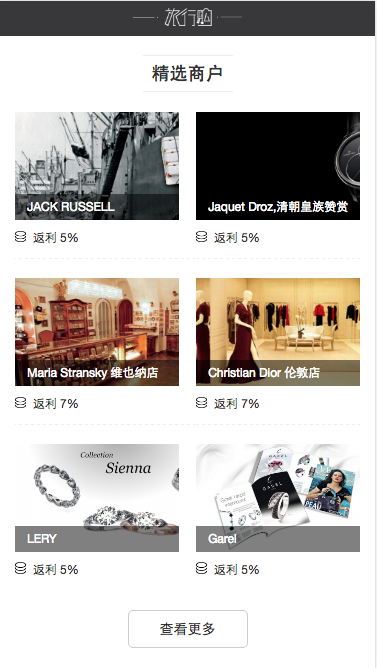 旅行购
精选商户
JACK RUSSELL
Jaquet Droz,清朝皇族赞赏
返利 5%
返利 5%
Maria Stransky 维也纳店
Christian Dior 伦敦店
返利 7%
返利 7%
Collection
Sienna
GAREL
GAREL
LERY
Garel
返利 5%
返利 5%
查看更多